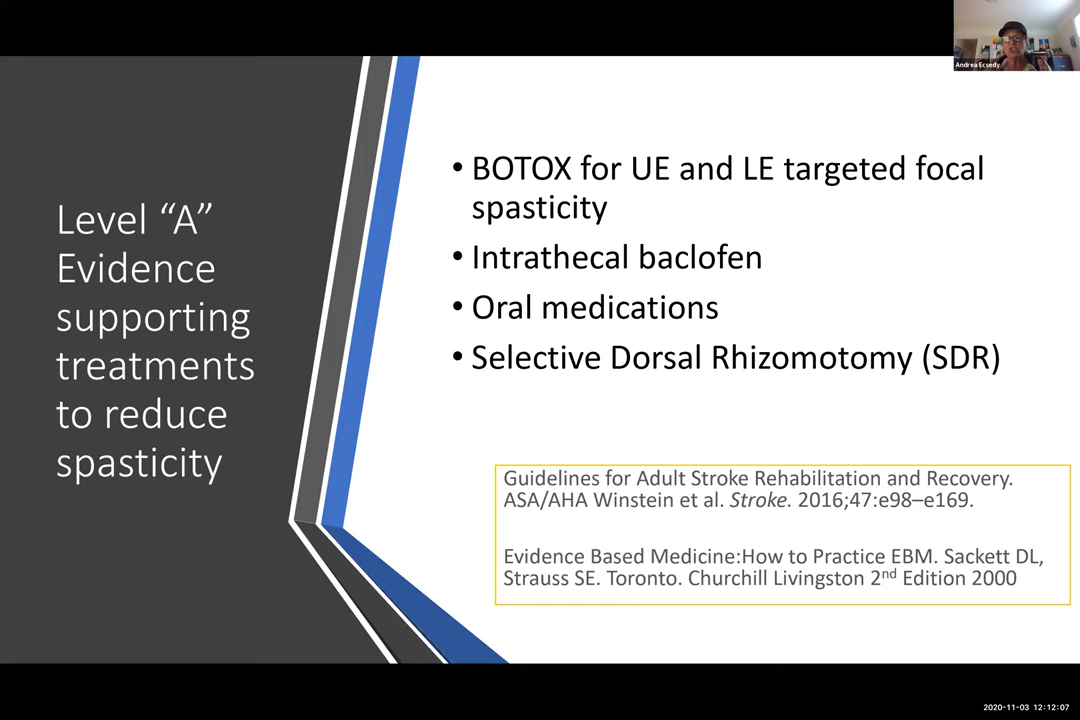 Andrea Ecsedy
Level “A”
Evidence
supporting
treatments
to reduce
spasticity
• BOTOX for UE and LE targeted focal
spasticity
• Intrathecal baclofen
• Oral medications
• Selective Dorsal Rhizomotomy (SDR)
Guidelines for Adult Stroke Rehabilitation and Recovery.
ASA/AHA Winstein et al. Stroke. 2016;47:e98–e169.
Evidence Based Medicine:How to Practice EBM. Sackett DL,
Strauss SE. Toronto. Churchill Livingston 2nd Edition 2000
2020-11-03 12:12:07